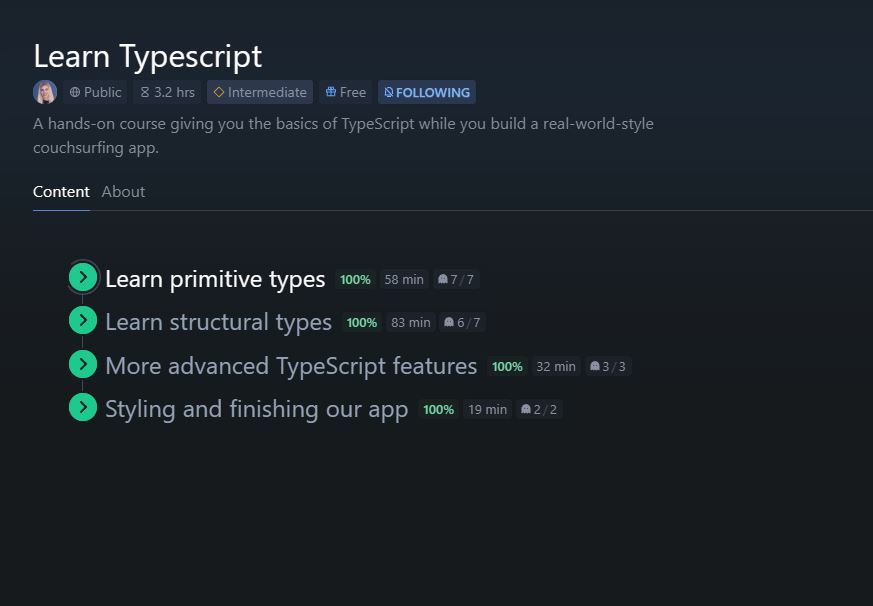 Learn Typescript
Public 3.2 hrs Intermediate Free FOLLOWING
A hands-on course giving you the basics of TypeScript while you build a real-world-style
couchsurfing app.
Content About
Learn primitive types 100% 58 min 7/7
Learn structural types 100% 83 min 6/7
More advanced TypeScript features 100% 32 min 3/3
Styling and finishing our app 100% 19 min 2/2